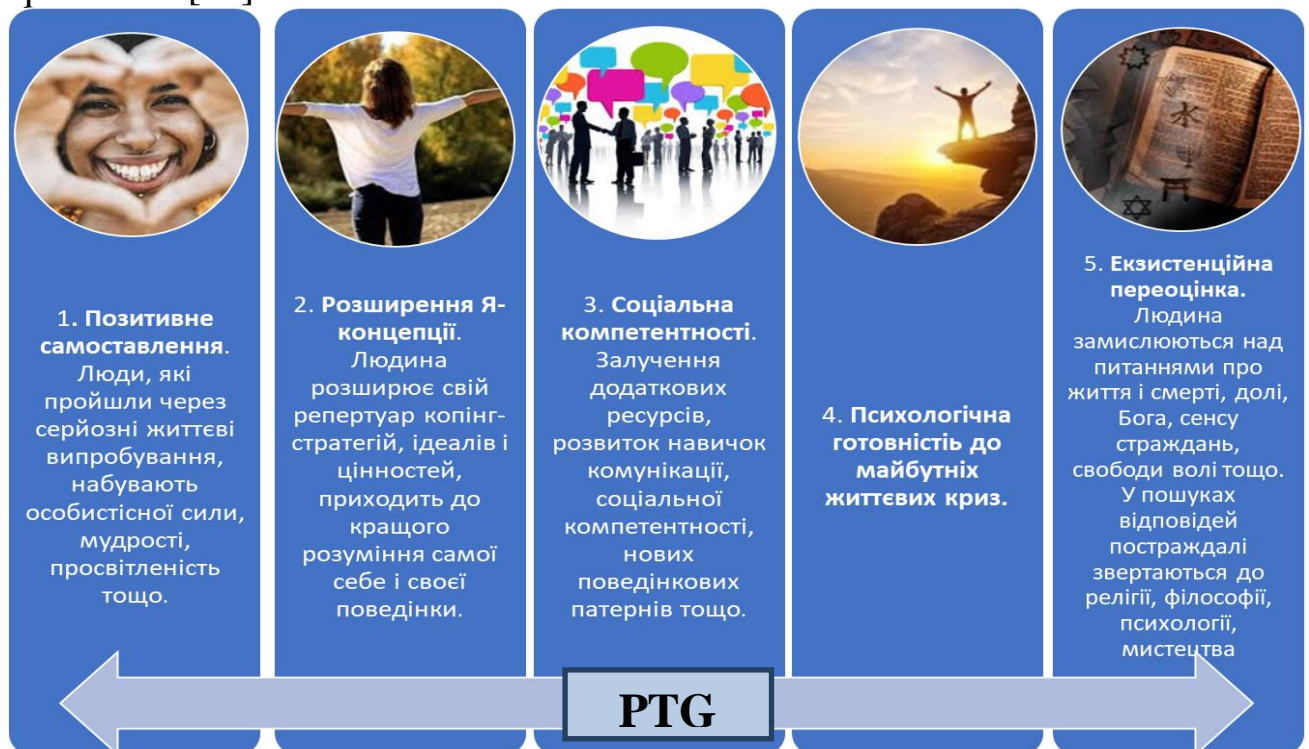 1. Позитивне
самоставлення.
Люди, які
пройшли через
серйозні життєві
випробування,
набувають
особистісної сили,
мудрості,
просвітленість
тощо.
2. Розширення Я-
концепції.
Людина
розширює свій
репертуар копінг-
стратегій, ідеалів і
цінностей,
приходить до
кращого
розуміння самої
себе і своєї
поведінки.
3. Соціальна
компетентності.
Залучення
додаткових
ресурсів,
розвиток навичок
комунікації,
соціальної
компетентності,
нових
поведінкових
патернів тощо.
4. Психологічна
готовністіь до
майбутніх
життєвих криз.
5. Екзистенційна
переоцінка.
Людина
замислюються над
питаннями про
життя і смерті, долі,
Бога, сенсу
страждань,
свободи волі тощо.
У пошуках
відповідей
постраждалі
звертаються до
релігії, філософії,
психології,
мистецтва
PTG